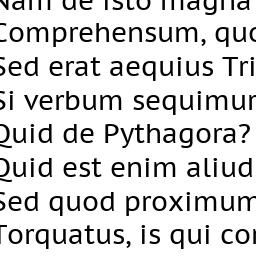 Nam de isto magna
Comprehensum, quo
Sed erat aequius Tri
Si verbum sequimur
Quid de Pythagora?
Quid est enim aliud
Sed quod proximum
Torquatus, is qui con